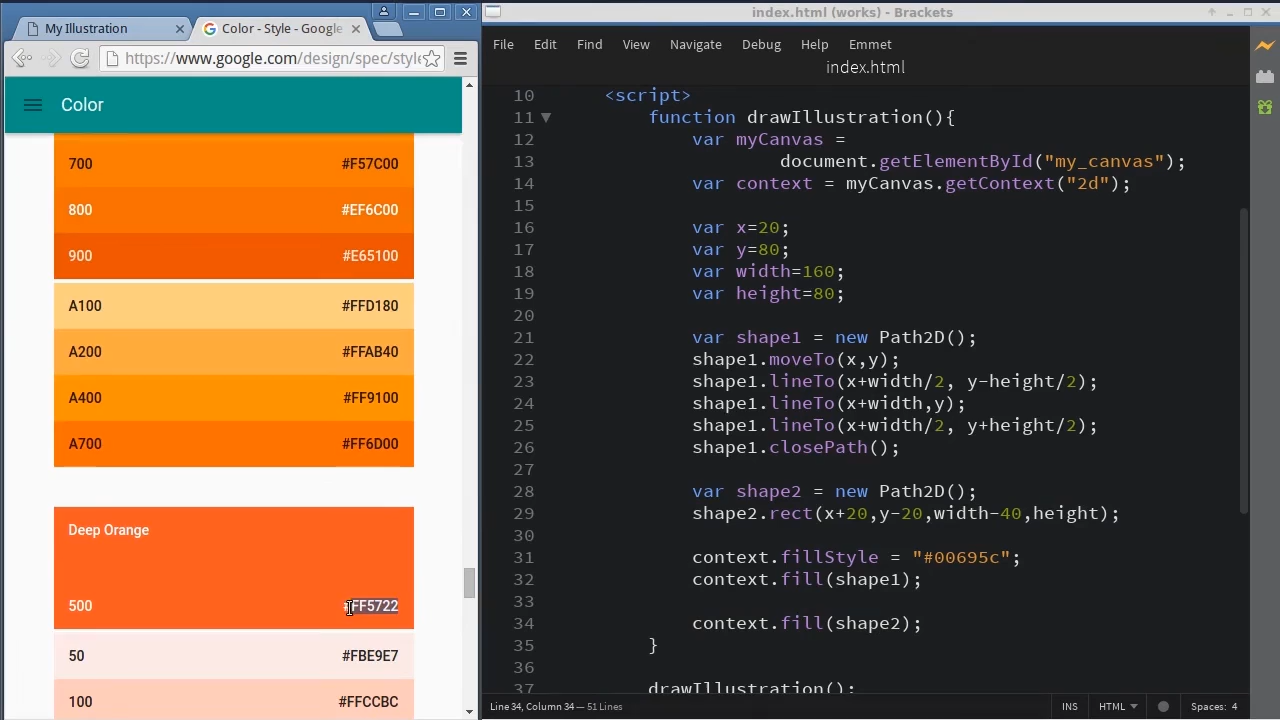 My Illustration
Color - Style - Google
https://www.google.com/design/spec/style
Color
700 #F57C00
800 #EF6C00
900 #E65100
A100 #FFD180
A200 #FFAB40
A400 #FF9100
A700 #FF6D00
Deep Orange
500 #FF5722
50 #FBE9E7
100 #FFCCBC
index.html (works) - Brackets
File Edit Find View Navigate Debug Help Emmet
index.html
10 <script>
11 function drawIllustration(){
12 var myCanvas =
13 document.getElementById("my_canvas");
14 var context = myCanvas.getContext("2d");
15
16 var x=20;
17 var y=80;
18 var width=160;
19 var height=80;
20
21 var shape1 = new Path2D();
22 shape1.moveTo(x,y);
23 shape1.lineTo(x+width/2, y-height/2);
24 shape1.lineTo(x+width,y);
25 shape1.lineTo(x+width/2, y+height/2);
26 shape1.closePath();
27
28 var shape2 = new Path2D();
29 shape2.rect(x+20,y-20,width-40,height);
30
31 context.fillStyle = "#00695c";
32 context.fill(shape1);
33
34 context.fill(shape2);
35 }
36
37 drawIllustration();
Line 34, Column 34 — 51 Lines
INS HTML Spaces: 4